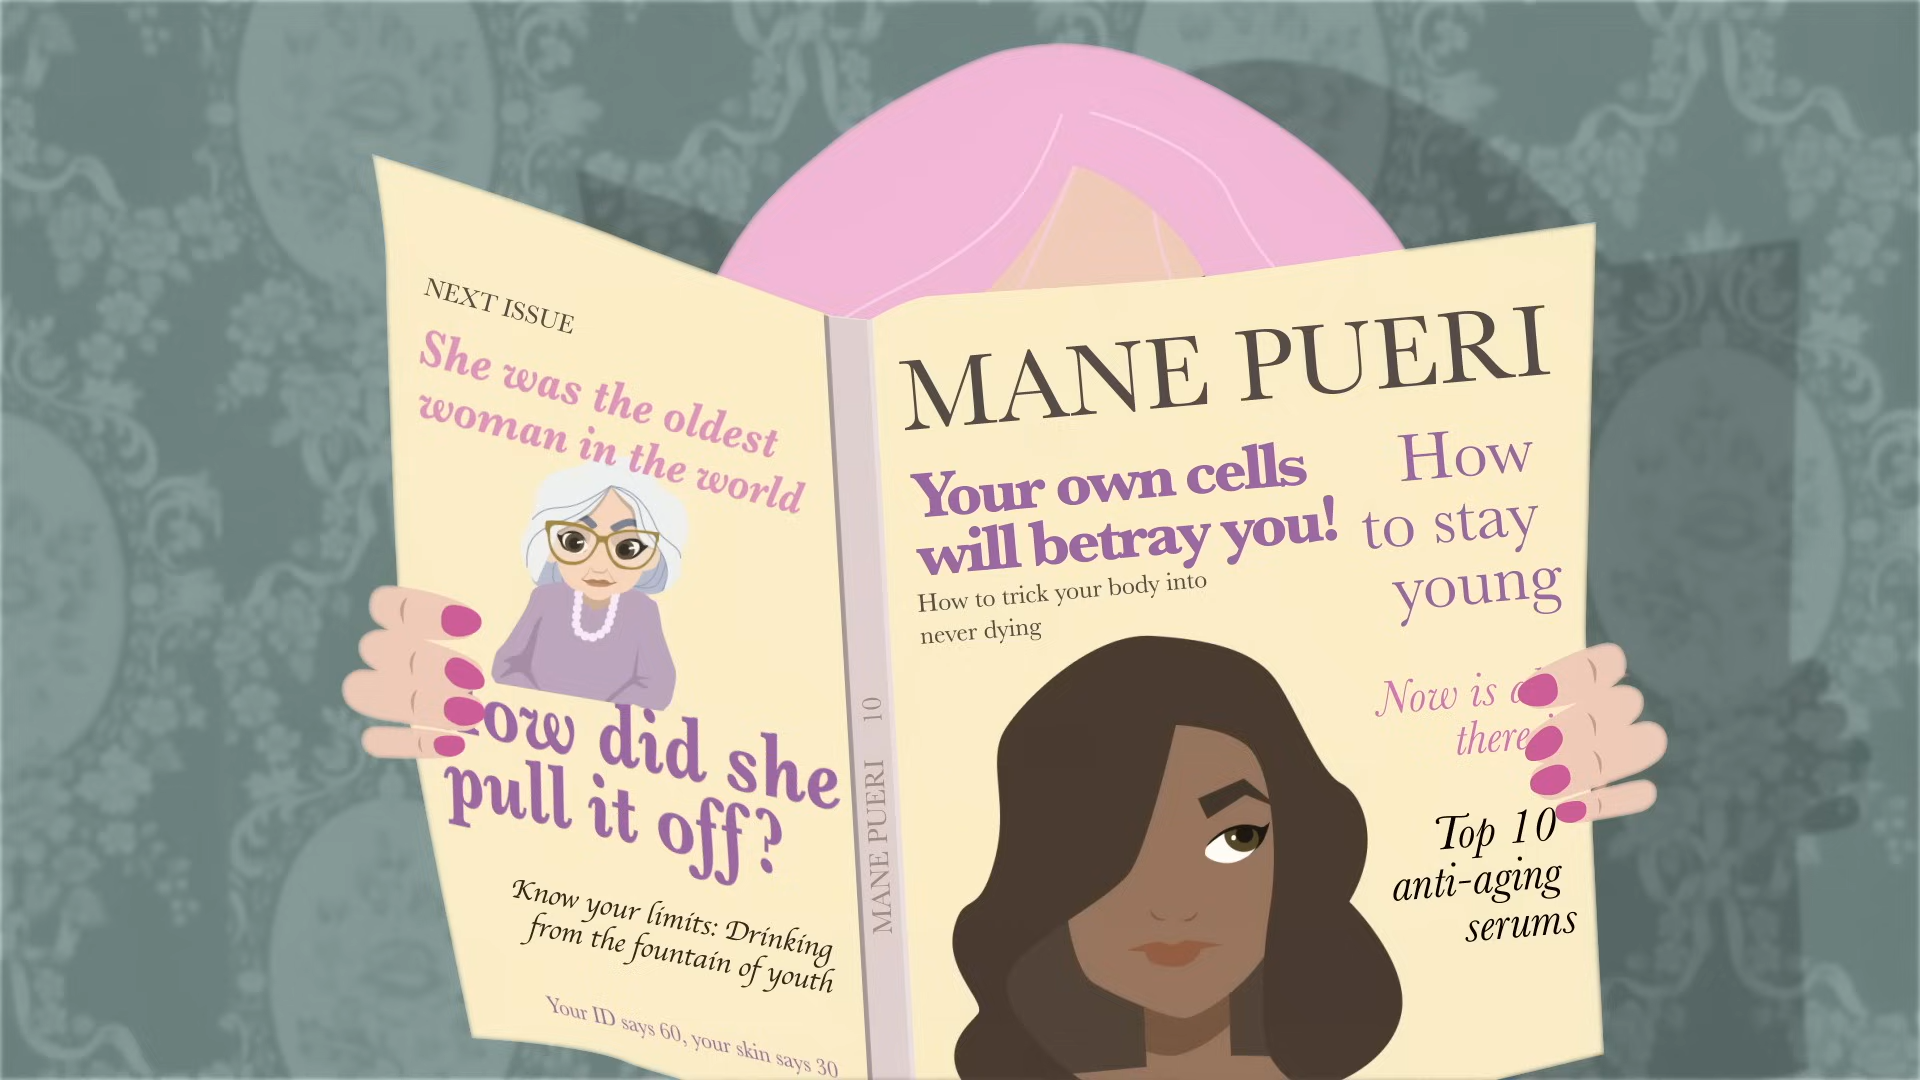 NEXT ISSUE
She was the oldest
woman in the world
did she
pull it off?
Know your limits: Drinking
from the fountain of youth
Your ID says 60, your skin says 30
MANE PUERI 10
MANE PUERI
Your own cells
will betray you!
How to trick your body into
never dying
How
to stay
young
Now is
there
Top 10
anti-aging
serums